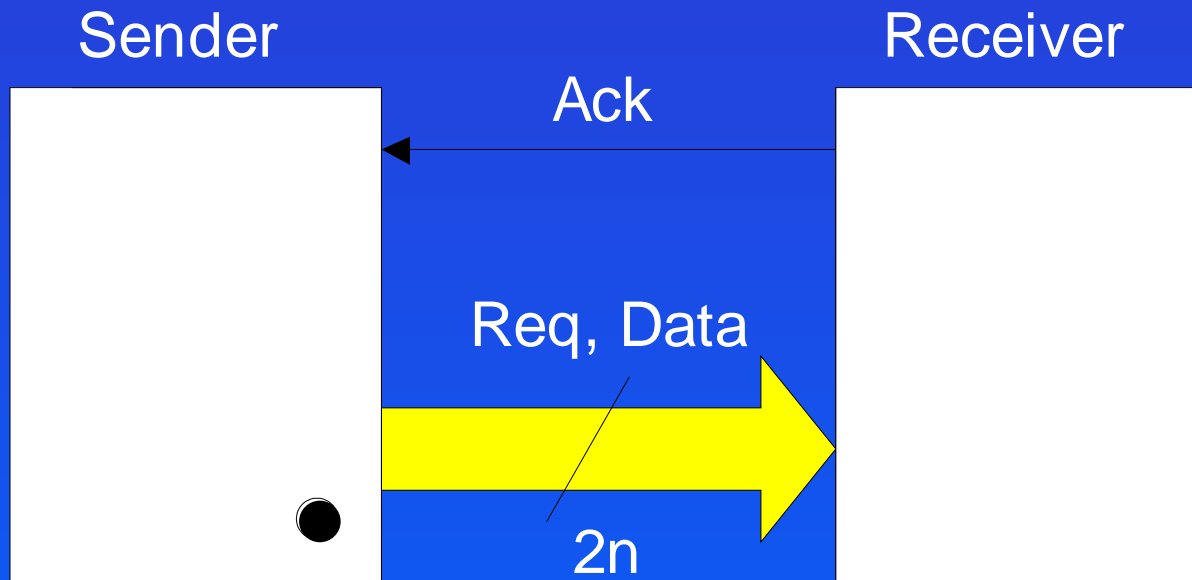 Sender
Receiver
Ack
Req, Data
2n